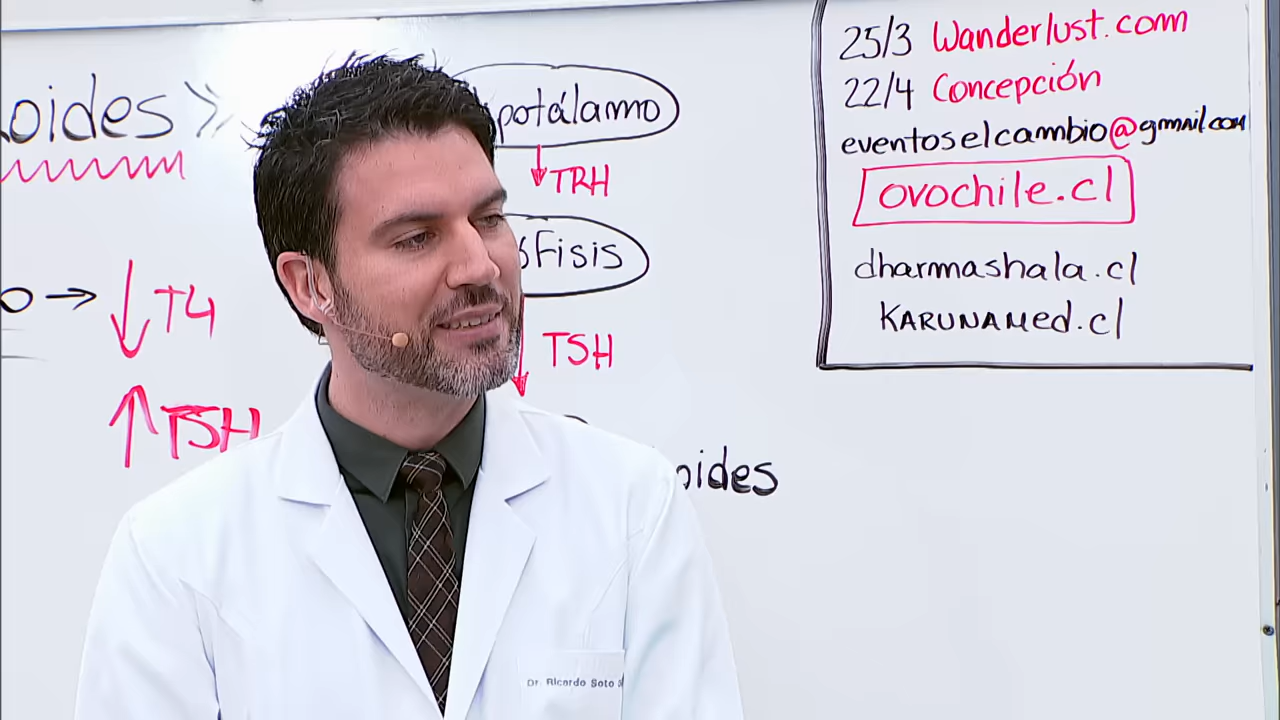 oides >>
o → ↓ T4
↑ TSH
potálamo
↓ TRH
óFisis
TSH
oides
25/3 Wanderlust.com
22/4 Concepción
eventoselcambio@gmail.com
ovochile.cl
dharmashala.cl
KARUNAMed.cl
Dr. Ricardo Soto